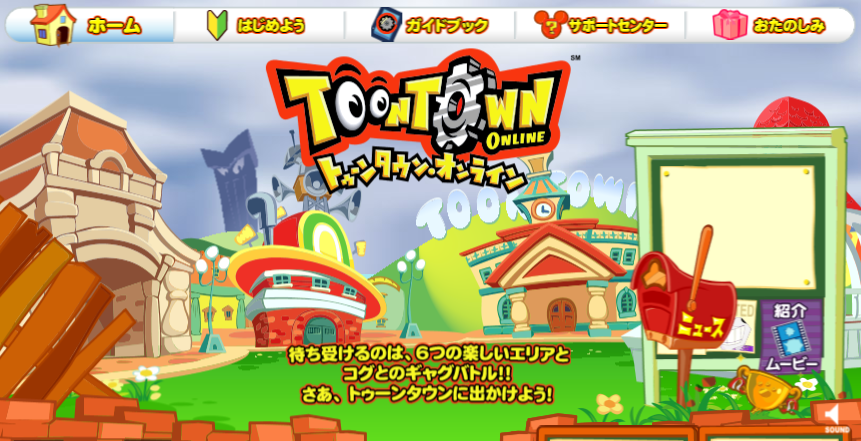 ホーム
はじめよう
ガイドブック
?
サポートセンター
おたのしみ
TOONTOWN
SM
ONLINE
トゥーンタウン・オンライン
TOONTOWN
紹介
ニュース
ムービー
待ち受けるのは、6つの楽しいエリアと
コグとのギャグバトル!!
さあ、トゥーンタウンに出かけよう!
SOUND